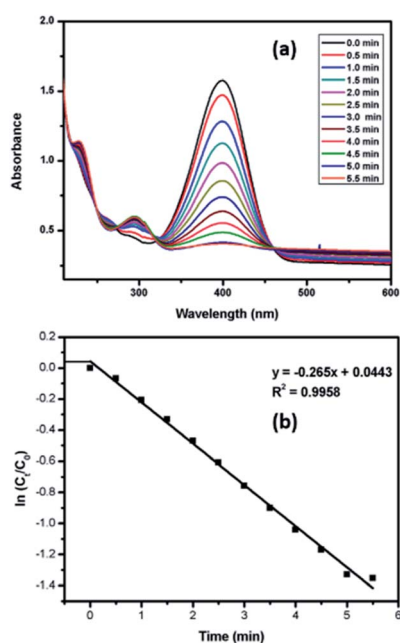 (a)
2.0
1.5
1.0
0.5
Absorbance
0.0 min
0.5 min
1.0 min
1.5 min
2.0 min
2.5 min
3.0 min
3.5 min
4.0 min
4.5 min
5.0 min
5.5 min
300 400 500 600
Wavelength (nm)
y = -0.265x + 0.0443
R² = 0.9958
(b)
0.2
0.0
-0.2
-0.4
-0.6
-0.8
-1.0
-1.2
-1.4
ln (Cₜ/C₀)
0 1 2 3 4 5 6
Time (min)